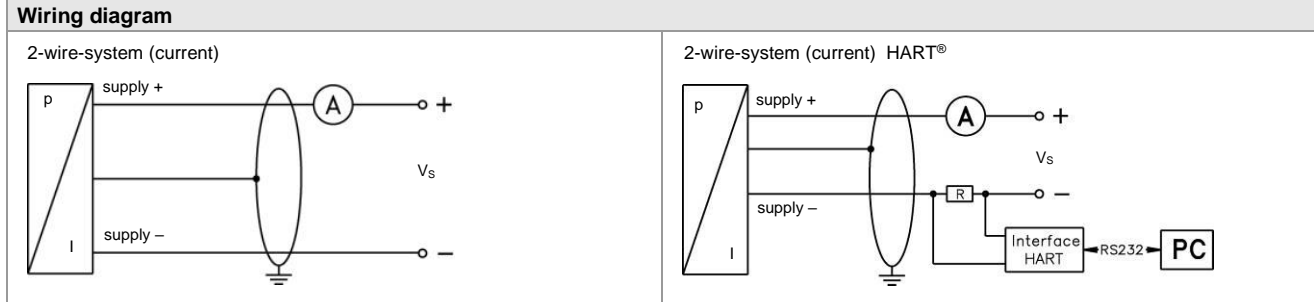 Wiring diagram
2-wire-system (current)
p
supply +
A
+
VS
I
supply –
–
2-wire-system (current) HART®
p
supply +
A
+
VS
R
–
supply –
I
Interface
HART
RS232
PC